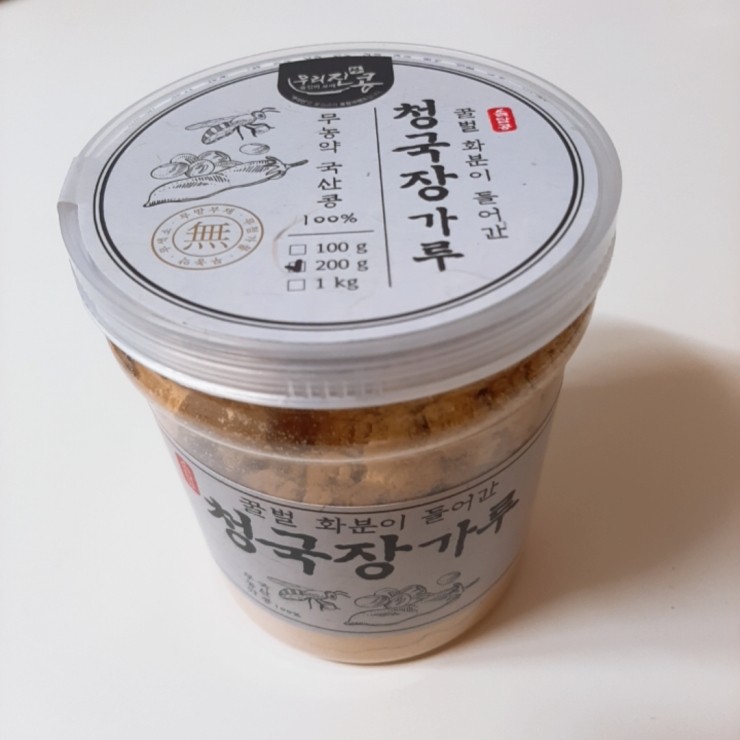 우리진콩
꿀벌 화분이 들어간
청국장가루
무농약 국산콩
100%
100 g
200 g
1 kg
無
꿀벌 화분이 들어간
청국장가루
100%